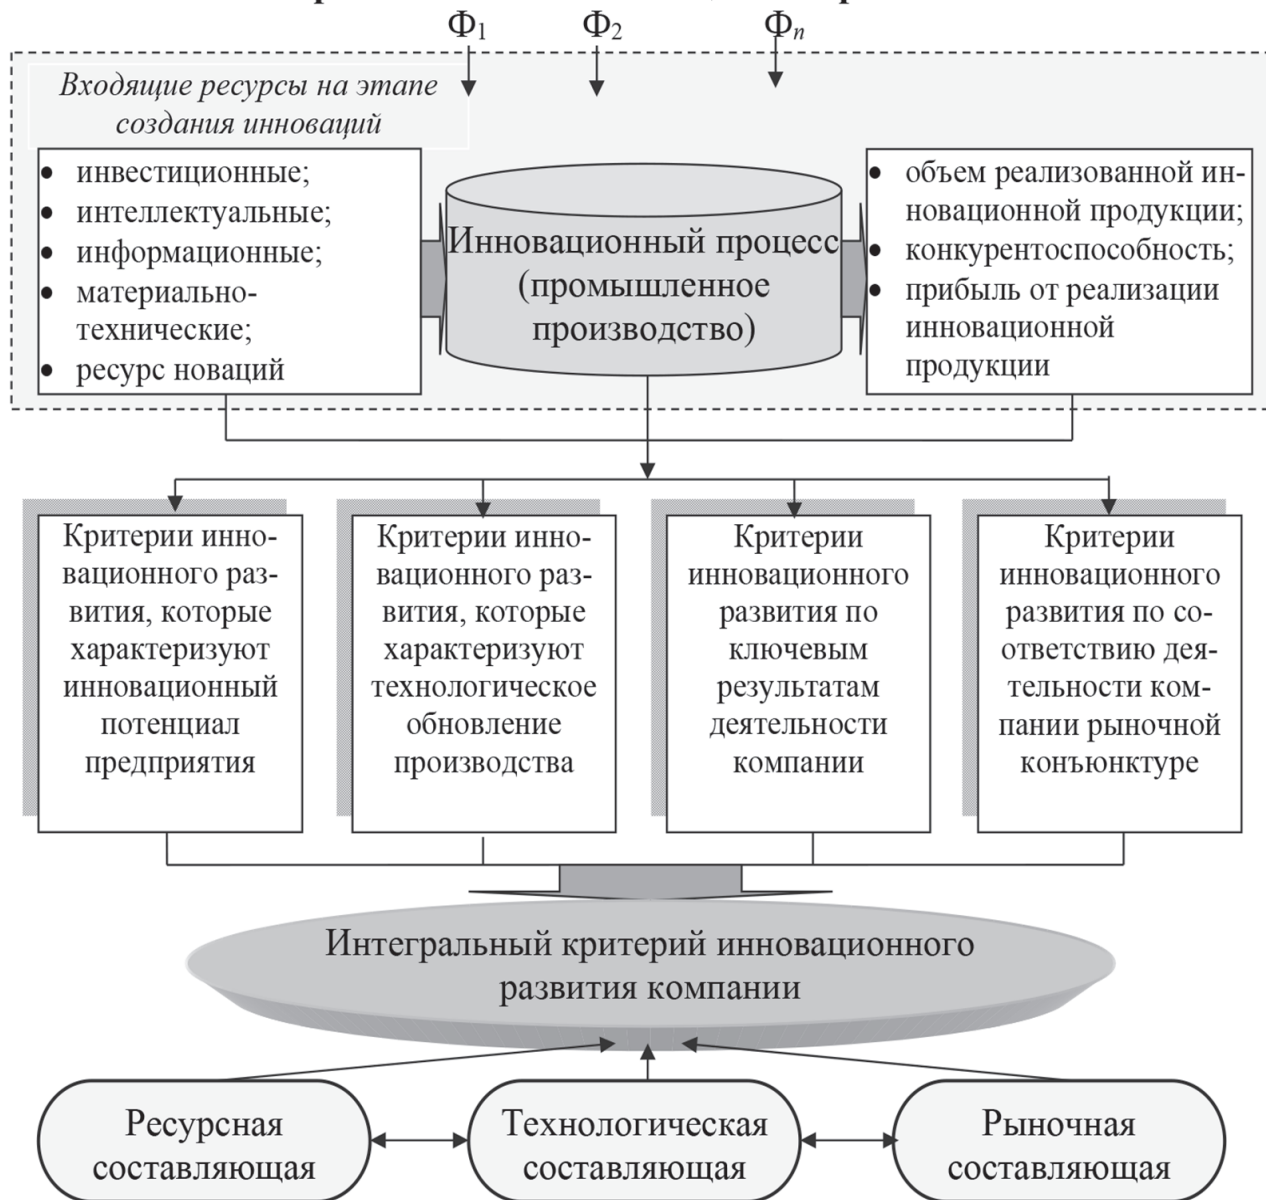 Ф1 Ф2 Фn
Входящие ресурсы на этапе
создания инноваций
• инвестиционные;
• интеллектуальные;
• информационные;
• материально-
технические;
• ресурс новаций
Инновационный процесс
(промышленное
производство)
• объем реализованной ин-
новационной продукции;
• конкурентоспособность;
• прибыль от реализации
инновационной
продукции
Критерии инно-
вационного раз-
вития, которые
характеризуют
инновационный
потенциал
предприятия
Критерии инно-
вационного раз-
вития, которые
характеризуют
технологическое
обновление
производства
Критерии
инновационного
развития по
ключевым
результатам
деятельности
компании
Критерии
инновационного
развития по со-
ответствию дея-
тельности ком-
пании рыночной
конъюнктуре
Интегральный критерий инновационного
развития компании
Ресурсная
составляющая
Технологическая
составляющая
Рыночная
составляющая